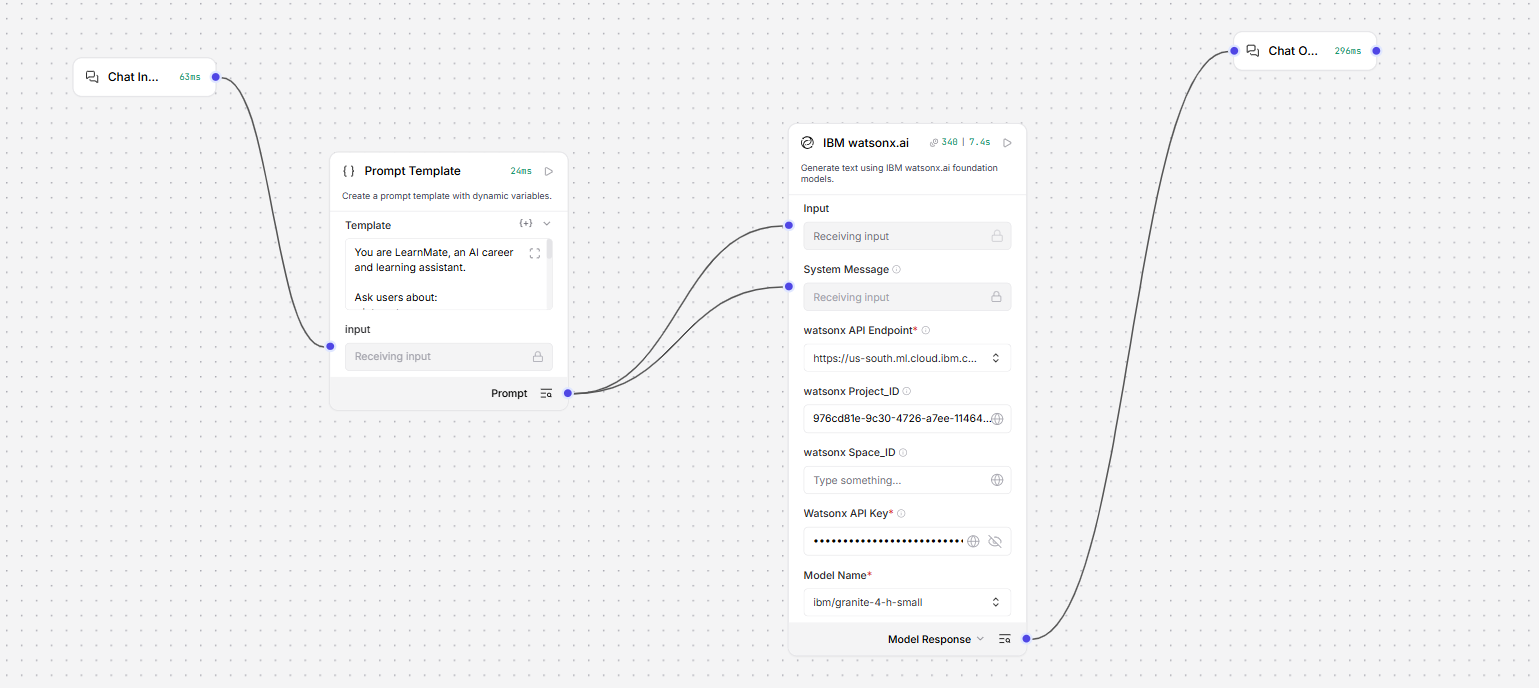 Chat In... 63ms
Chat O... 296ms
{ } Prompt Template 24ms
Create a prompt template with dynamic variables.
Template {+}
You are LearnMate, an AI career
and learning assistant.
Ask users about:
input
Receiving input
Prompt
IBM watsonx.ai 340 | 7.4s
Generate text using IBM watsonx.ai foundation
models.
Input
Receiving input
System Message
Receiving input
watsonx API Endpoint*
https://us-south.ml.cloud.ibm.c...
watsonx Project_ID
976cd81e-9c30-4726-a7ee-11464...
watsonx Space_ID
Type something...
Watsonx API Key*
••••••••••••••••••••••••••
Model Name*
ibm/granite-4-h-small
Model Response